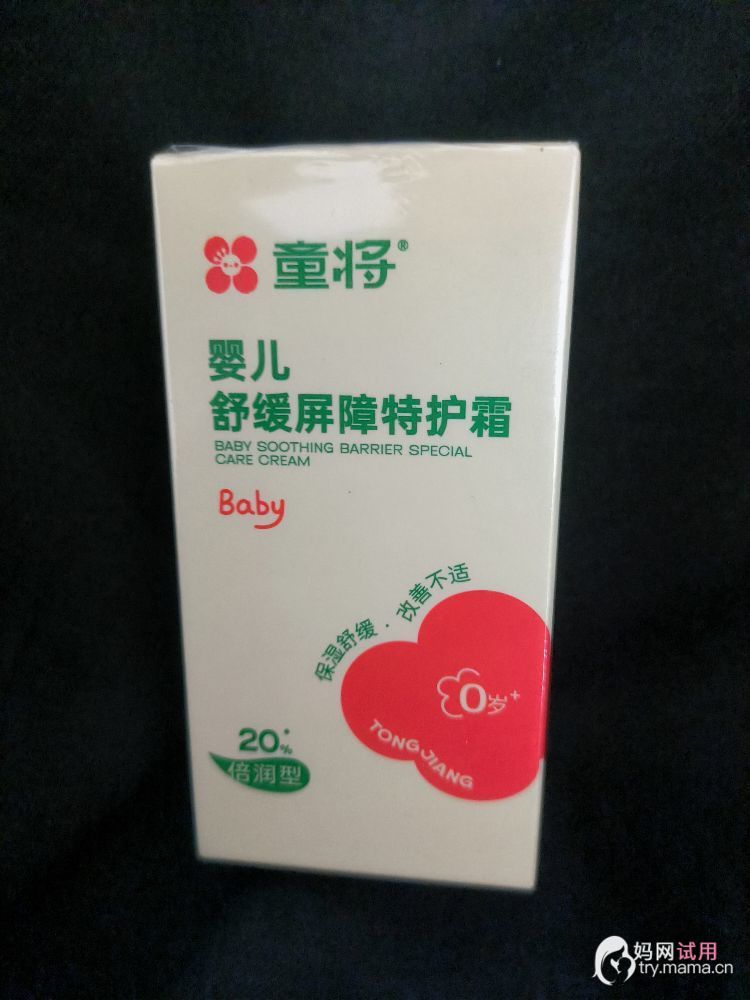 童将®
婴儿
舒缓屏障特护霜
BABY SOOTHING BARRIER SPECIAL
CARE CREAM
Baby
保湿舒缓·改善不适
0岁+
TONG JIANG
20*%
倍润型
妈网试用
try.mama.cn